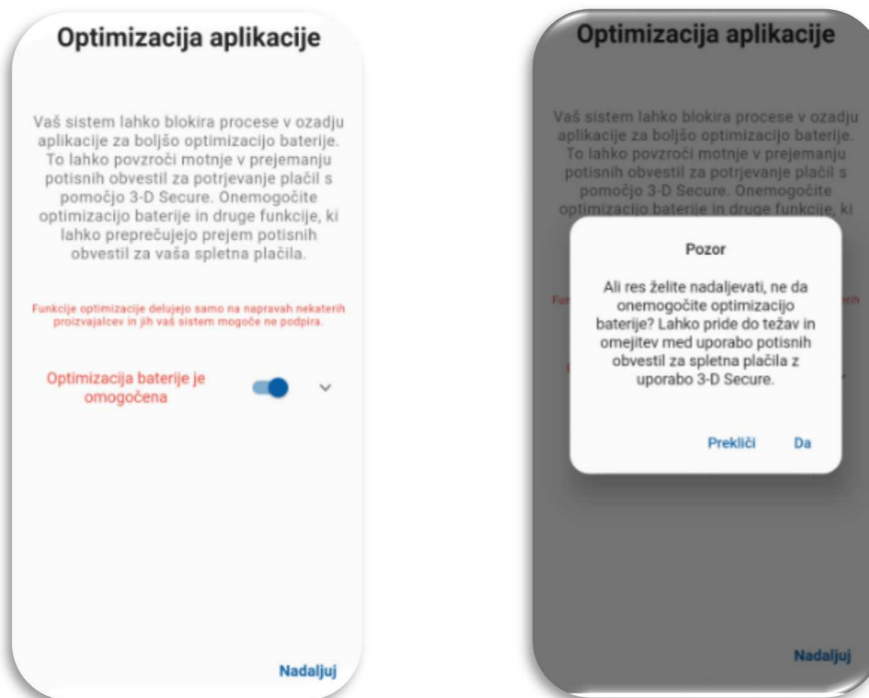 Optimizacija aplikacije
Vaš sistem lahko blokira procese v ozadju
aplikacije za boljšo optimizacijo baterije.
To lahko povzroči motnje v prejemanju
potisnih obvestil za potrjevanje plačil s
pomočjo 3-D Secure. Onemogočite
optimizacijo baterije in druge funkcije, ki
lahko preprečujejo prejem potisnih
obvestil za vaša spletna plačila.
Funkcije optimizacije delujejo samo na napravah nekaterih
proizvajalcev in jih vaš sistem mogoče ne podpira.
Optimizacija baterije je
omogočena
Nadaljuj
Optimizacija aplikacije
Vaš sistem lahko blokira procese v ozadju
aplikacije za boljšo optimizacijo baterije.
To lahko povzroči motnje v prejemanju
potisnih obvestil za potrjevanje plačil s
pomočjo 3-D Secure. Onemogočite
optimizacijo baterije in druge funkcije, ki
Pozor
Ali res želite nadaljevati, ne da
onemogočite optimizacijo
baterije? Lahko pride do težav in
omejitev med uporabo potisnih
obvestil za spletna plačila z
uporabo 3-D Secure.
Prekliči Da
Nadaljuj